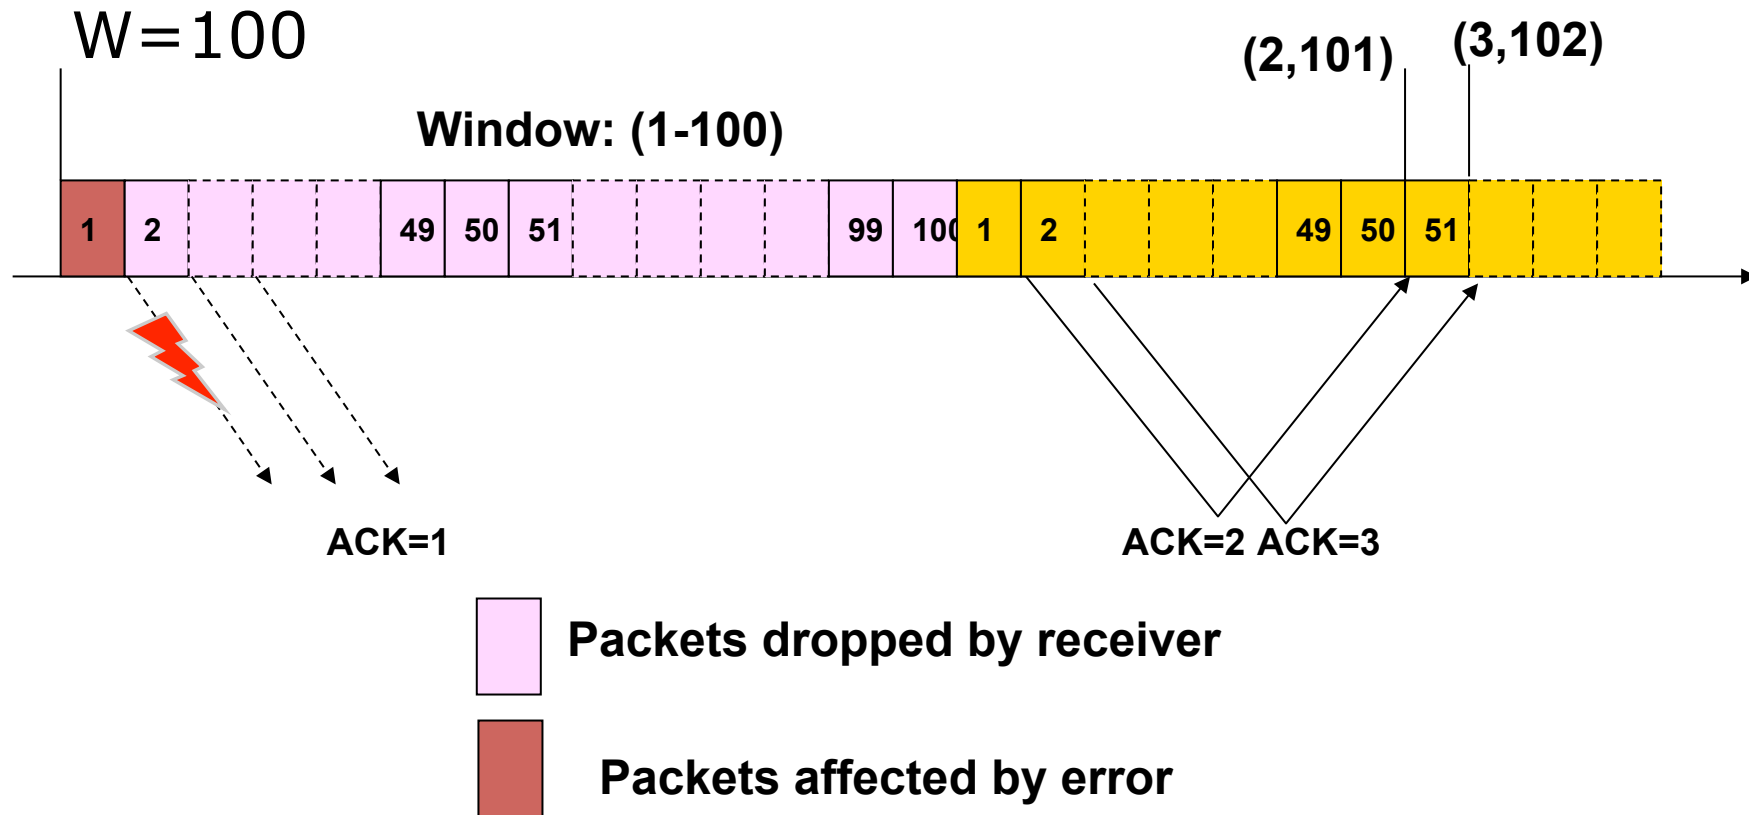 W=100
(2,101) (3,102)
Window: (1-100)
1 2 49 50 51 99 100 1 2 49 50 51
ACK=1 ACK=2 ACK=3
Packets dropped by receiver
Packets affected by error